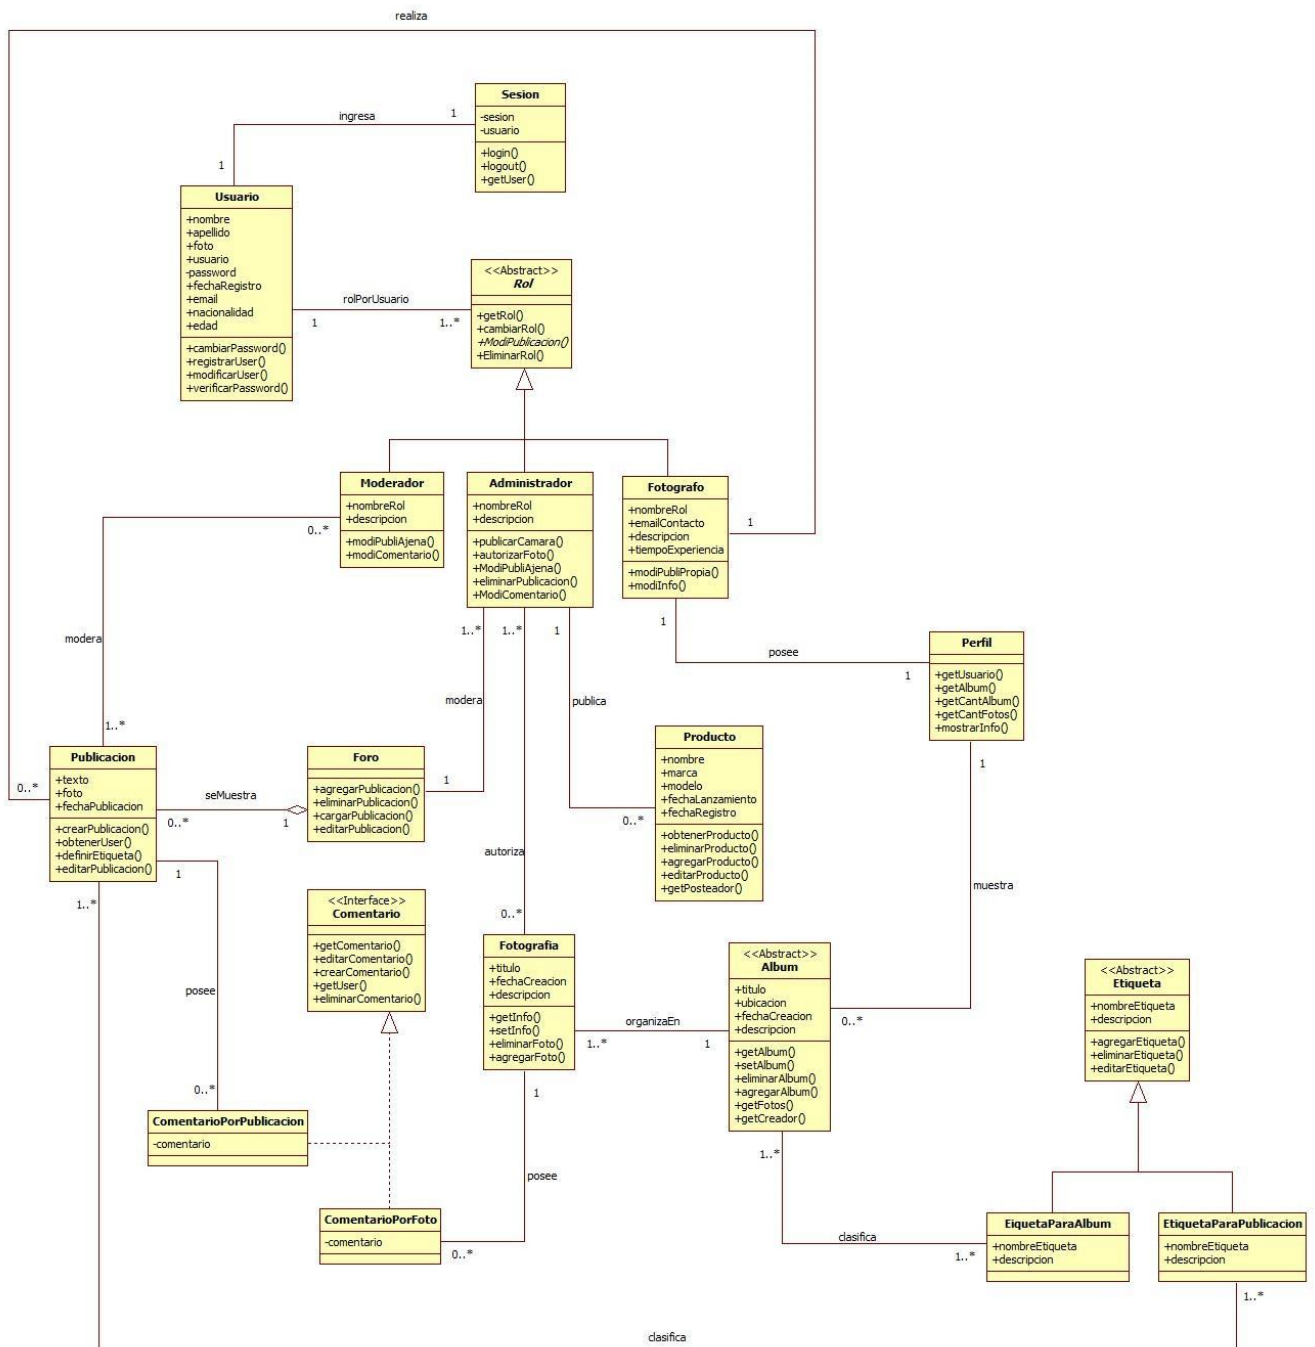 realiza
Sesion
-sesion
-usuario
+login()
+logout()
+getUser()
ingresa
1
1
Usuario
+nombre
+apellido
+foto
+usuario
-password
+fechaRegistro
+email
+nacionalidad
+edad
+cambiarPassword()
+registrarUser()
+modificarUser()
+verificarPassword()
rolPorUsuario
1
1..*
<<Abstract>>
Rol
+getRol()
+cambiarRol()
+ModiPublicacion()
+EliminarRol()
Moderador
+nombreRol
+descripcion
+modiPubliAjena()
+modiComentario()
0..*
Administrador
+nombreRol
+descripcion
+publicarCamara()
+autorizarFoto()
+ModiPubliAjena()
+eliminarPublicacion()
+ModiComentario()
Fotografo
+nombreRol
+emailContacto
+descripcion
+tiempoExperiencia
+modiPubliPropia()
+modiInfo()
1
modera
1..*
1..*
1..*
1
1
posee
1
Perfil
+getUsuario()
+getAlbum()
+getCantAlbum()
+getCantFotos()
+mostrarInfo()
1
modera
publica
Publicacion
+texto
+foto
+fechaPublicacion
+crearPublicacion()
+obtenerUser()
+definirEtiqueta()
+editarPublicacion()
0..*
seMuestra
0..*
1
Foro
+agregarPublicacion()
+eliminarPublicacion()
+cargarPublicacion()
+editarPublicacion()
1
Producto
+nombre
+marca
+modelo
+fechaLanzamiento
+fechaRegistro
+obtenerProducto()
+eliminarProducto()
+agregarProducto()
+editarProducto()
+getPosteador()
0..*
autoriza
0..*
muestra
1
1..*
<<Interface>>
Comentario
+getComentario()
+editarComentario()
+crearComentario()
+getUser()
+eliminarComentario()
posee
0..*
Fotografia
+titulo
+fechaCreacion
+descripcion
+getInfo()
+setInfo()
+eliminarFoto()
+agregarFoto()
organizaEn
1..*
1
<<Abstract>>
Album
+titulo
+ubicacion
+fechaCreacion
+descripcion
+getAlbum()
+setAlbum()
+eliminarAlbum()
+agregarAlbum()
+getFotos()
+getCreador()
0..*
1..*
<<Abstract>>
Etiqueta
+nombreEtiqueta
+descripcion
+agregarEtiqueta()
+eliminarEtiqueta()
+editarEtiqueta()
ComentarioPorPublicacion
-comentario
1
posee
ComentarioPorFoto
-comentario
0..*
clasifica
1..*
EiquetaParaAlbum
+nombreEtiqueta
+descripcion
EtiquetaParaPublicacion
+nombreEtiqueta
+descripcion
1..*
clasifica